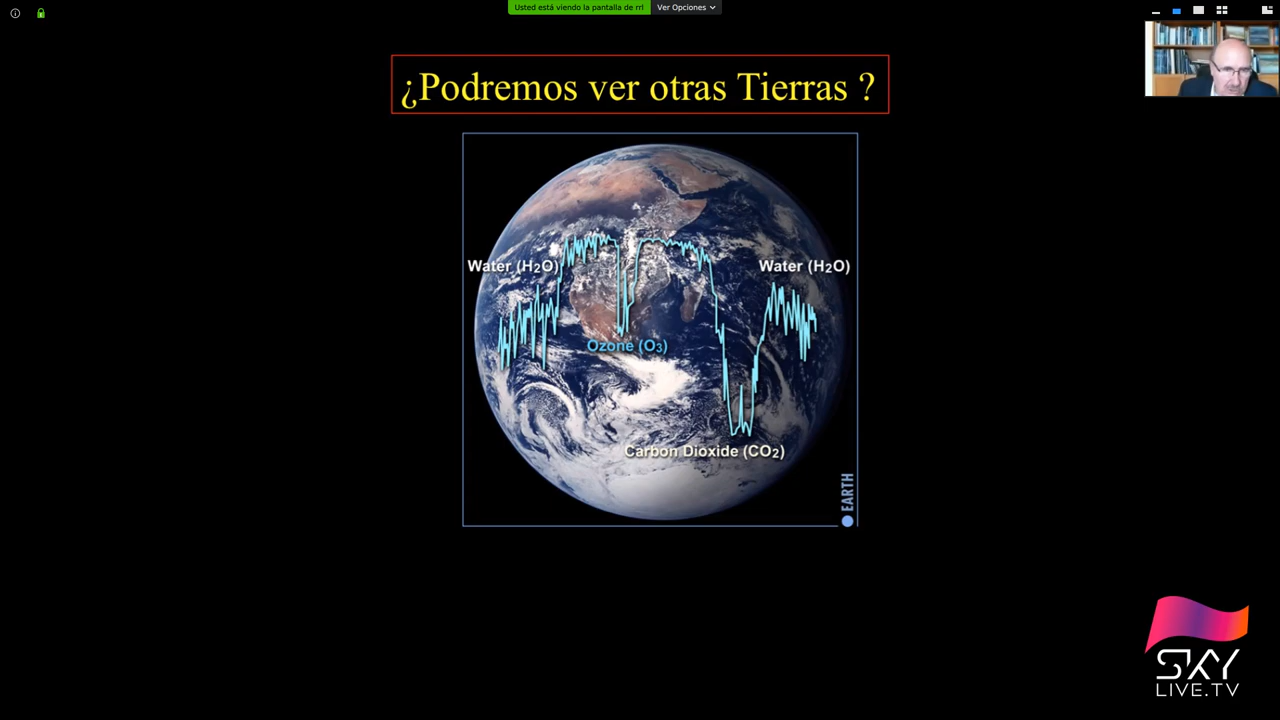 Usted está viendo la pantalla de rrl
Ver Opciones
¿Podremos ver otras Tierras ?
Water (H2O)
Water (H2O)
Ozone (O3)
Carbon Dioxide (CO2)
EARTH
SKY
LIVE.TV